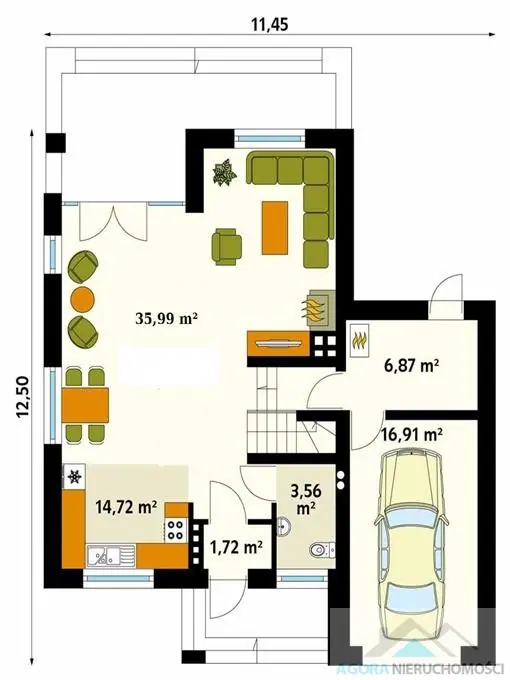 11,45
12,50
35,99 m²
6,87 m²
16,91 m²
14,72 m²
3,56
m²
1,72 m²
AGORA NIERUCHOMOŚCI